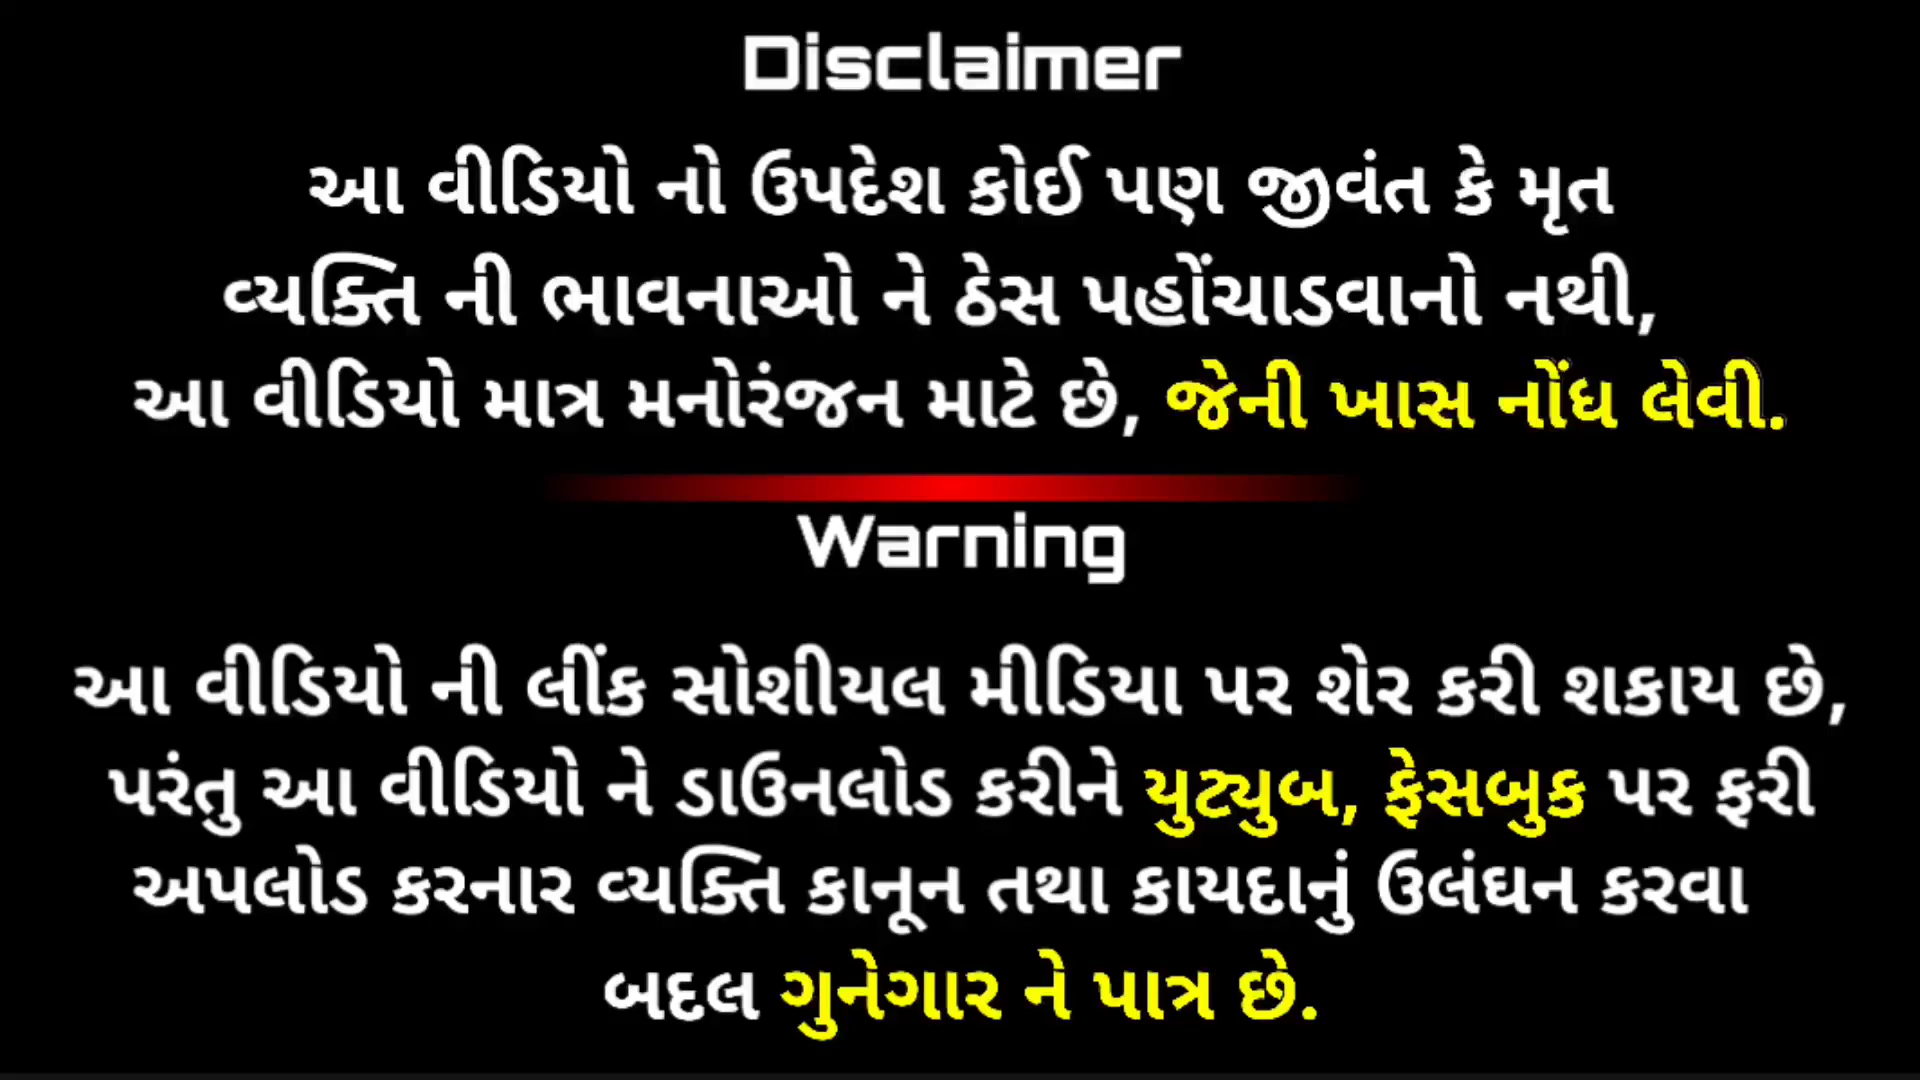 Disclaimer
આ વીડિયો નો ઉપદેશ કોઈ પણ જીવંત કે મૃત
વ્યક્તિ ની ભાવનાઓ ને ઠેસ પહોંચાડવાનો નથી,
આ વીડિયો માત્ર મનોરંજન માટે છે, જેની ખાસ નોંધ લેવી.
Warning
આ વીડિયો ની લીંક સોશીયલ મીડિયા પર શેર કરી શકાય છે,
પરંતુ આ વીડિયો ને ડાઉનલોડ કરીને યુટ્યુબ, ફેસબુક પર ફરી
અપલોડ કરનાર વ્યક્તિ કાનૂન તથા કાયદાનું ઉલંઘન કરવા
બદલ ગુનેગાર ને પાત્ર છે.